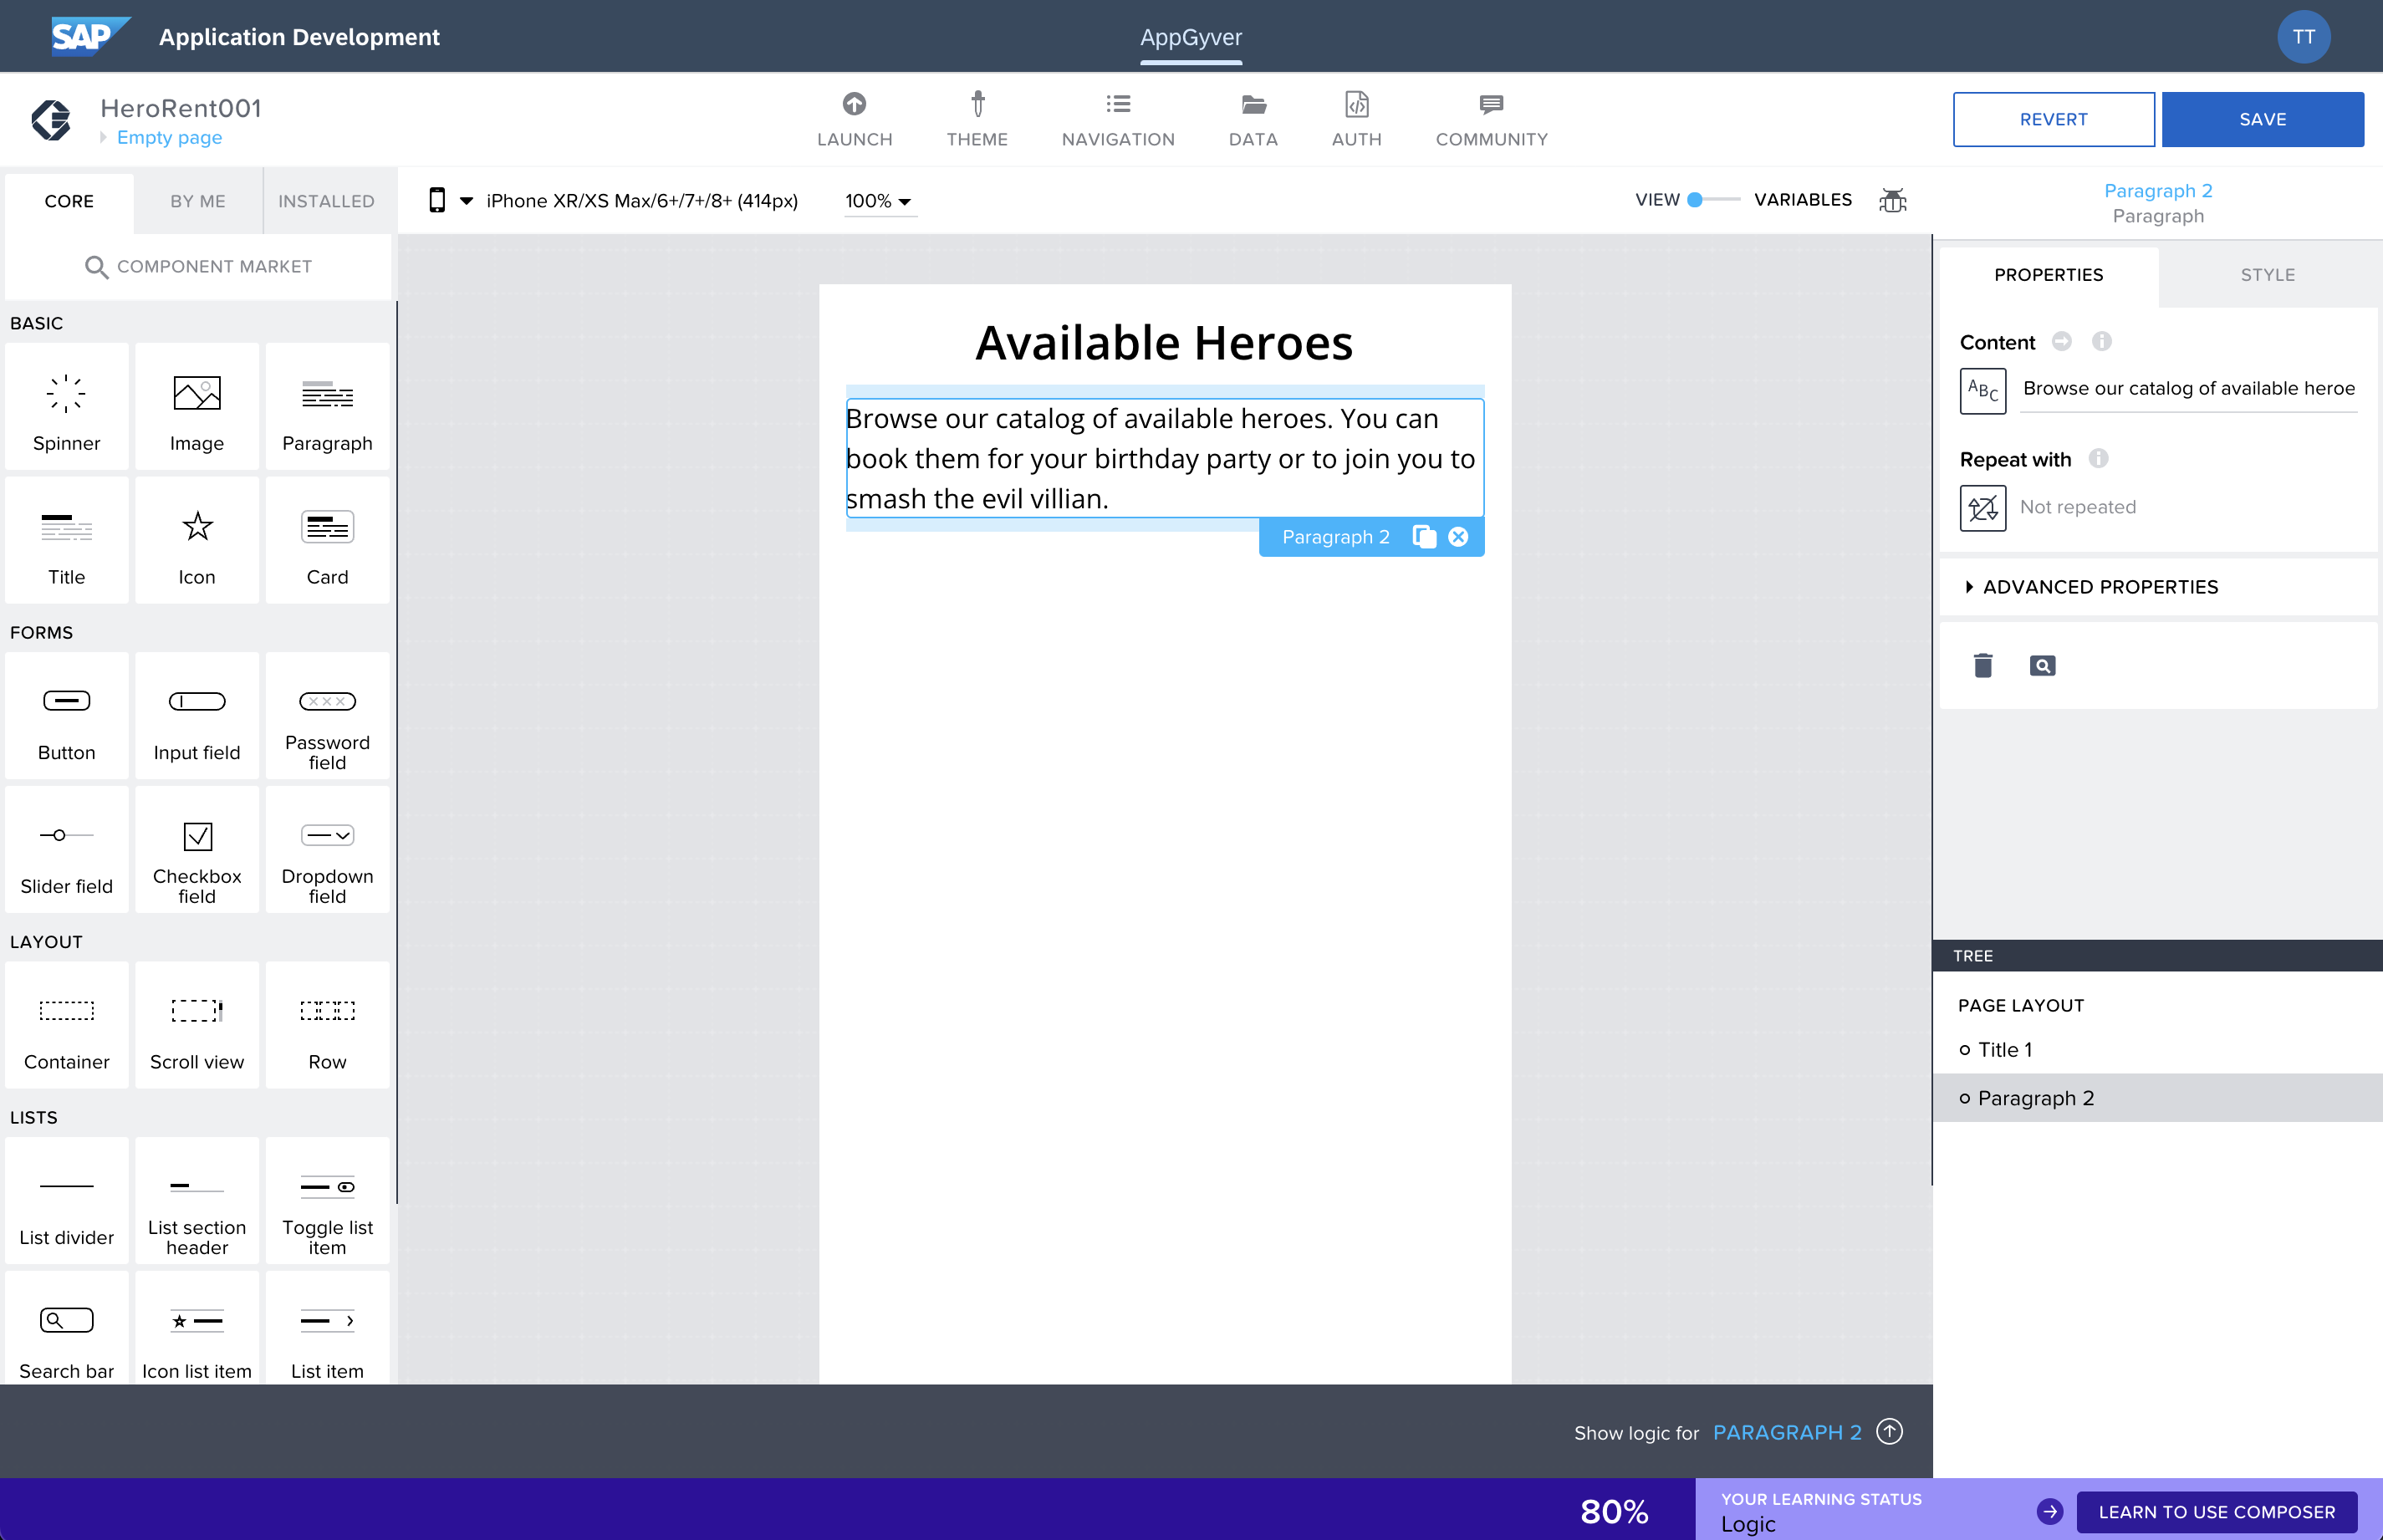 SAP
Application Development
AppGyver
TT
HeroRent001
Empty page
LAUNCH
THEME
NAVIGATION
DATA
AUTH
COMMUNITY
REVERT
SAVE
CORE
BY ME
INSTALLED
iPhone XR/XS Max/6+/7+/8+ (414px)
100%
VIEW
VARIABLES
Paragraph 2
Paragraph
COMPONENT MARKET
BASIC
Spinner
Image
Paragraph
Title
Icon
Card
FORMS
Button
Input field
Password
field
Slider field
Checkbox
field
Dropdown
field
LAYOUT
Container
Scroll view
Row
LISTS
List divider
List section
header
Toggle list
item
Search bar
Icon list item
List item
Available Heroes
Browse our catalog of available heroes. You can
book them for your birthday party or to join you to
smash the evil villian.
Paragraph 2
PROPERTIES
STYLE
Content
ABC
Browse our catalog of available heroe
Repeat with
Not repeated
ADVANCED PROPERTIES
TREE
PAGE LAYOUT
Title 1
Paragraph 2
Show logic for PARAGRAPH 2
80%
YOUR LEARNING STATUS
Logic
LEARN TO USE COMPOSER